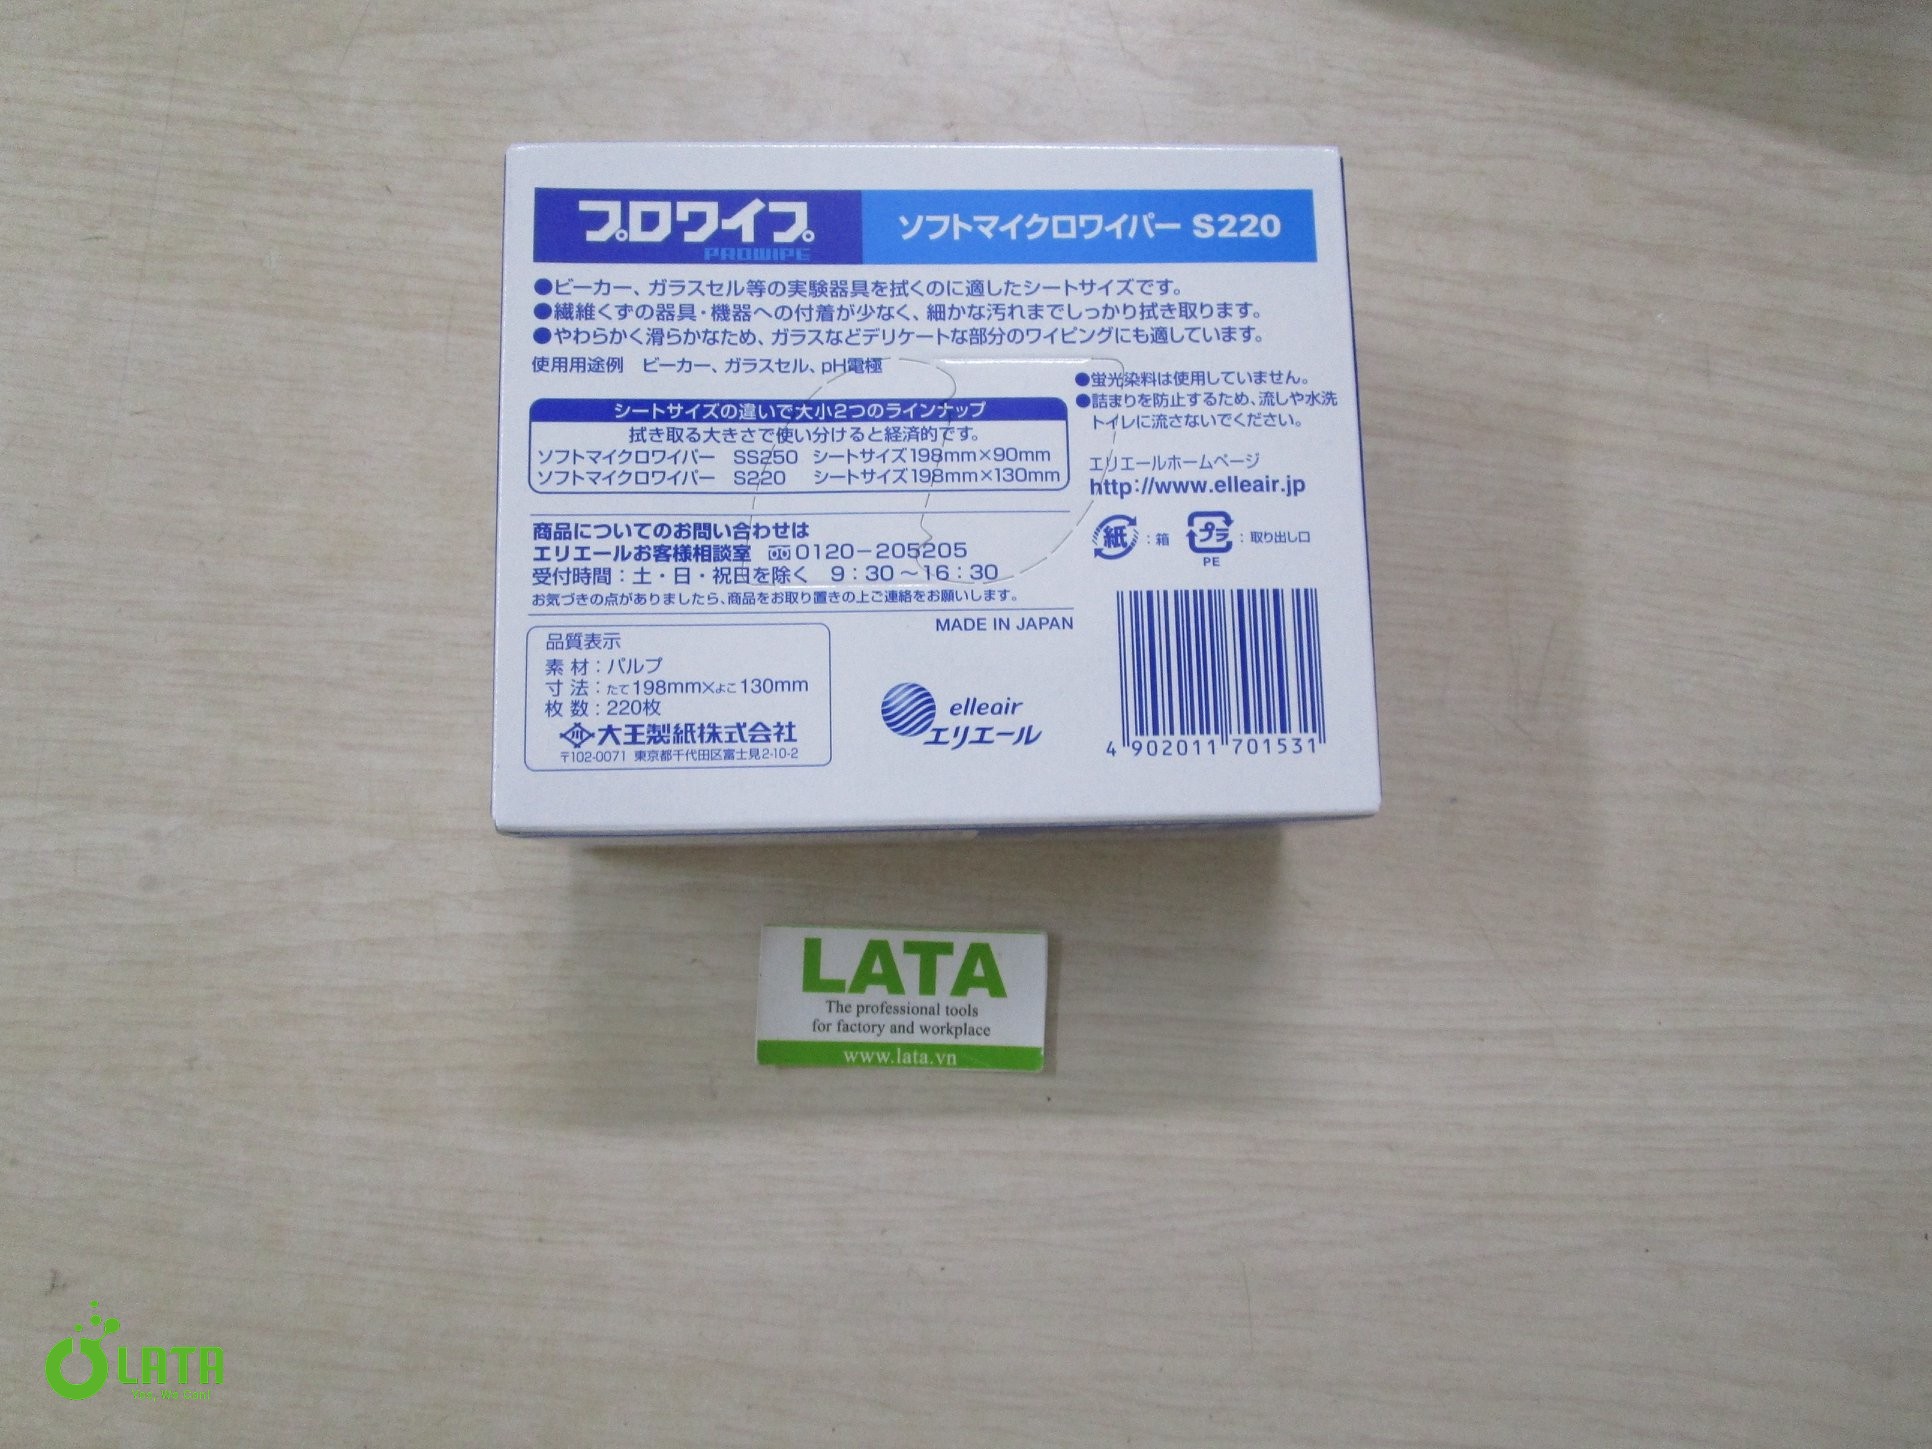 プロワイプ
PROWIPE
ソフトマイクロワイパー S220
●ビーカー、ガラスセル等の実験器具を拭くのに適したシートサイズです。
●繊維くずの器具・機器への付着が少なく、細かな汚れまでしっかり拭き取ります。
●やわらかく滑らかなため、ガラスなどデリケートな部分のワイピングにも適しています。
使用用途例 ビーカー、ガラスセル、pH電極
シートサイズの違いで大小2つのラインナップ
拭き取る大きさで使い分けると経済的です。
ソフトマイクロワイパー SS250 シートサイズ198mm×90mm
ソフトマイクロワイパー S220 シートサイズ198mm×130mm
●蛍光染料は使用していません。
●詰まりを防止するため、流しや水洗
トイレに流さないでください。
エリエールホームページ
http://www.elleair.jp
紙 : 箱
プラ : 取り出し口
PE
商品についてのお問い合わせは
エリエールお客様相談室 0120-205205
受付時間：土・日・祝日を除く 9：30～16：30
お気づきの点がありましたら、商品をお取り置きの上ご連絡をお願いします。
MADE IN JAPAN
品質表示
素 材：パルプ
寸 法：たて198mm×よこ130mm
枚 数：220枚
大王製紙株式会社
〒102-0071 東京都千代田区富士見2-10-2
elleair
エリエール
4 902011 701531
LATA
The professional tools
for factory and workplace
www.lata.vn
LATA
Yes, We Can!